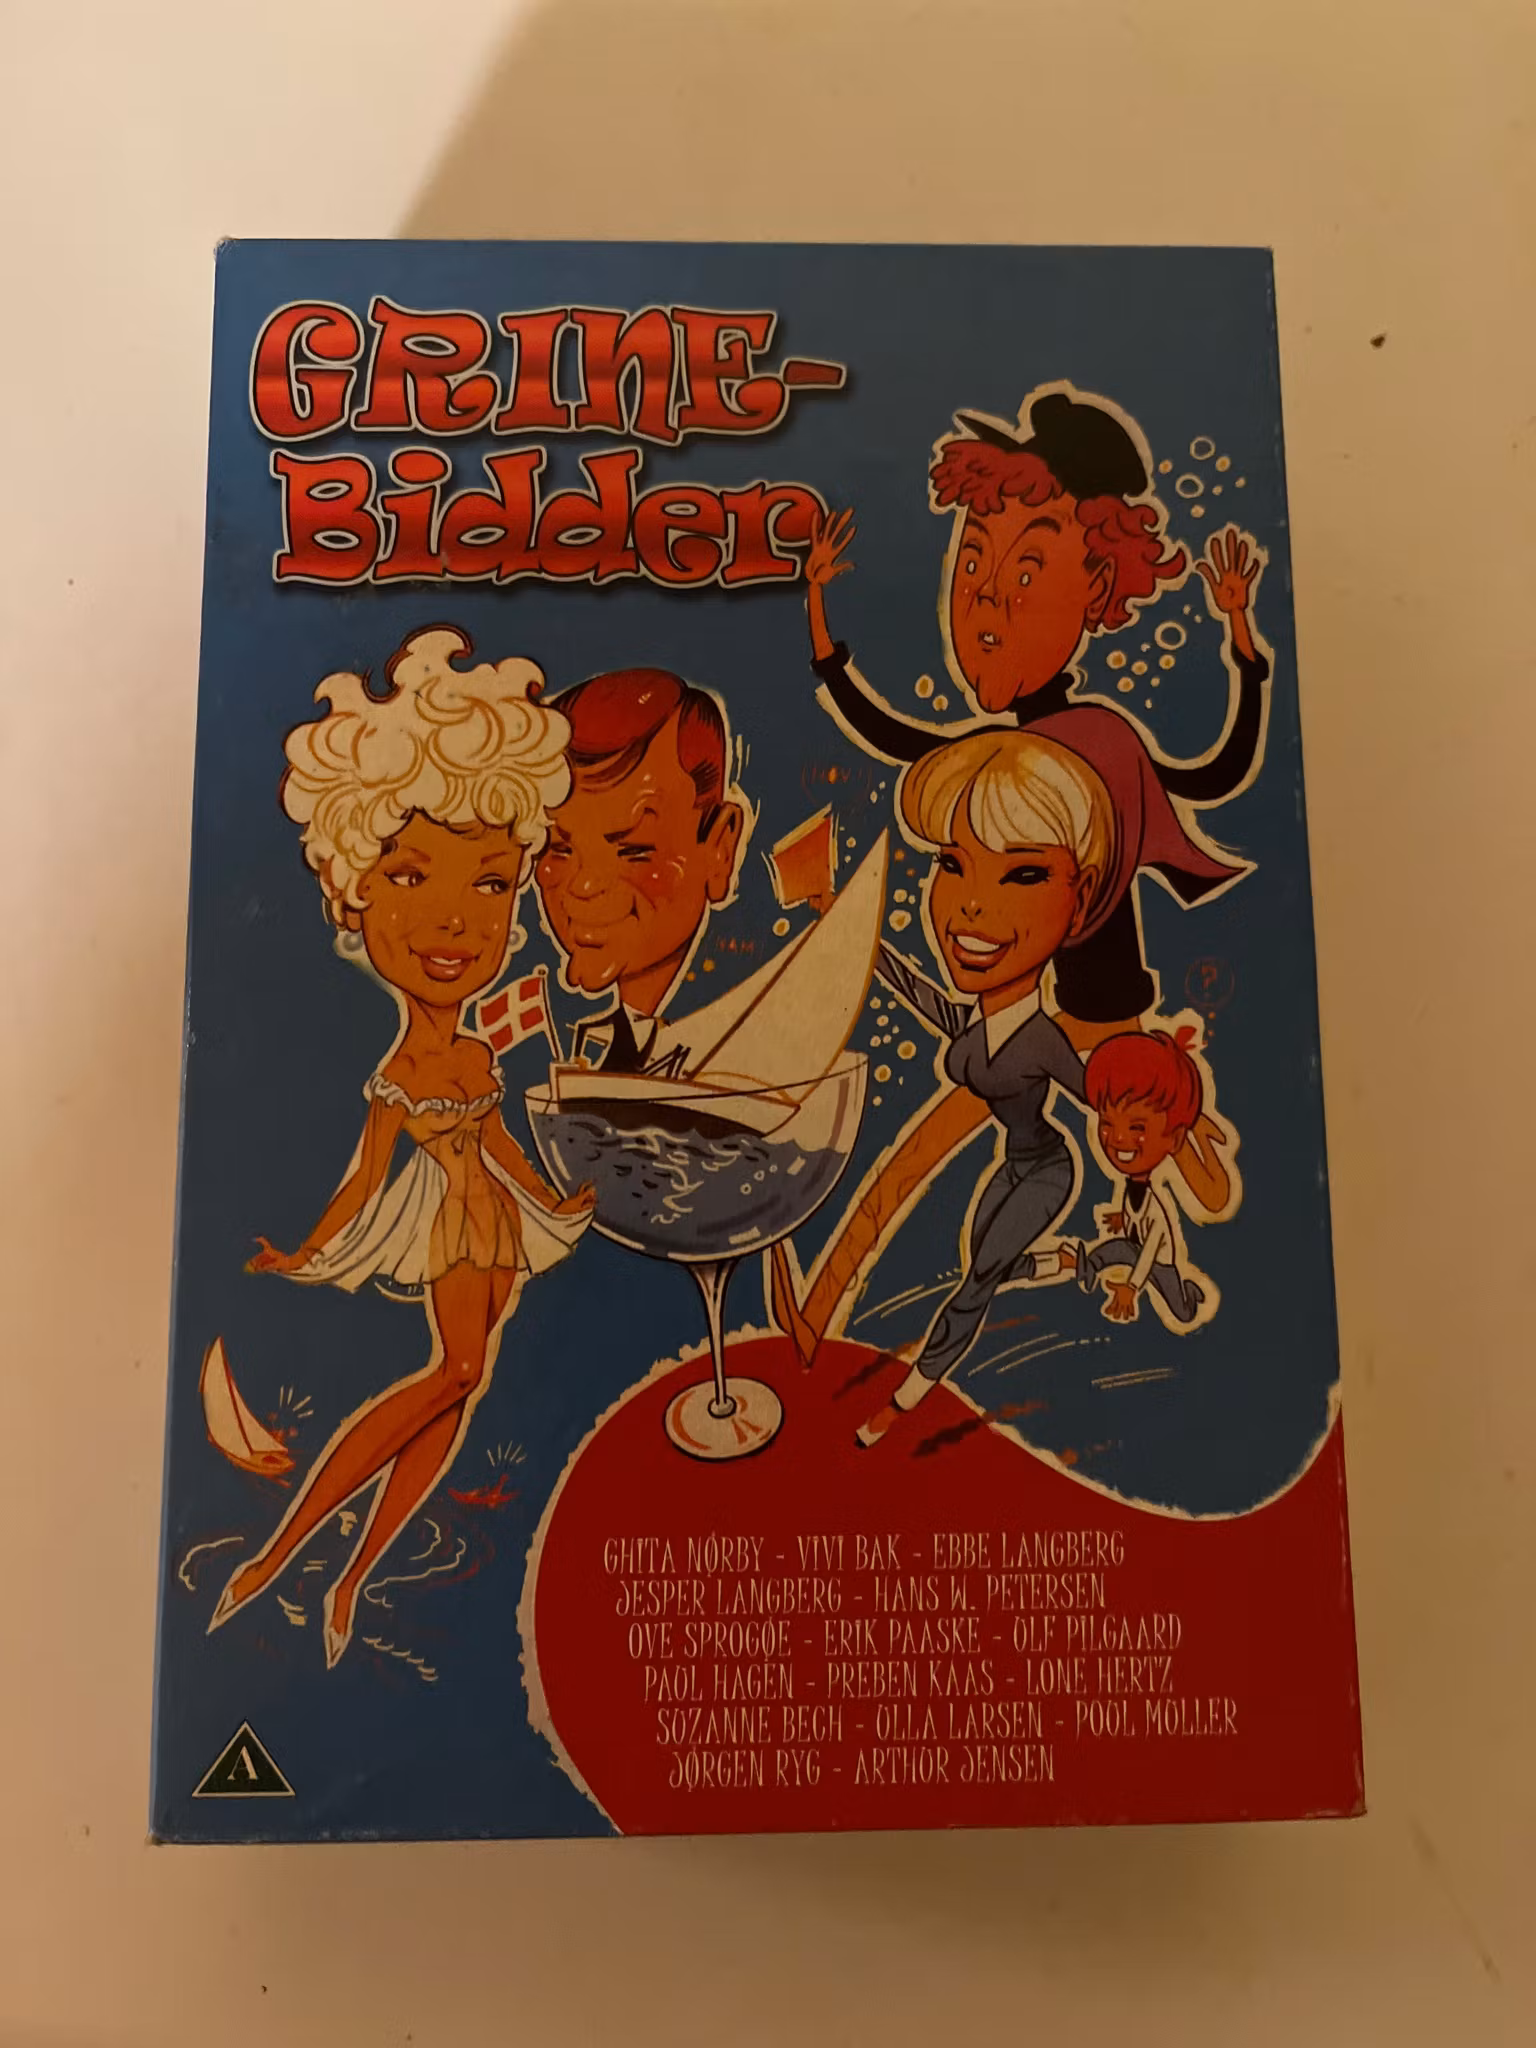 GRINE-
Bidder
GHITA NØRBY - VIVI BAK - EBBE LANGBERG
JESPER LANGBERG - HANS W. PETERSEN
OVE SPROGØE - ERIK PAASKE - ULF PILGAARD
PAUL HAGEN - PREBEN KAAS - LONE HERTZ
SUZANNE BECH - ULLA LARSEN - POUL MULLER
JØRGEN RYG - ARTHUR JENSEN
A
?